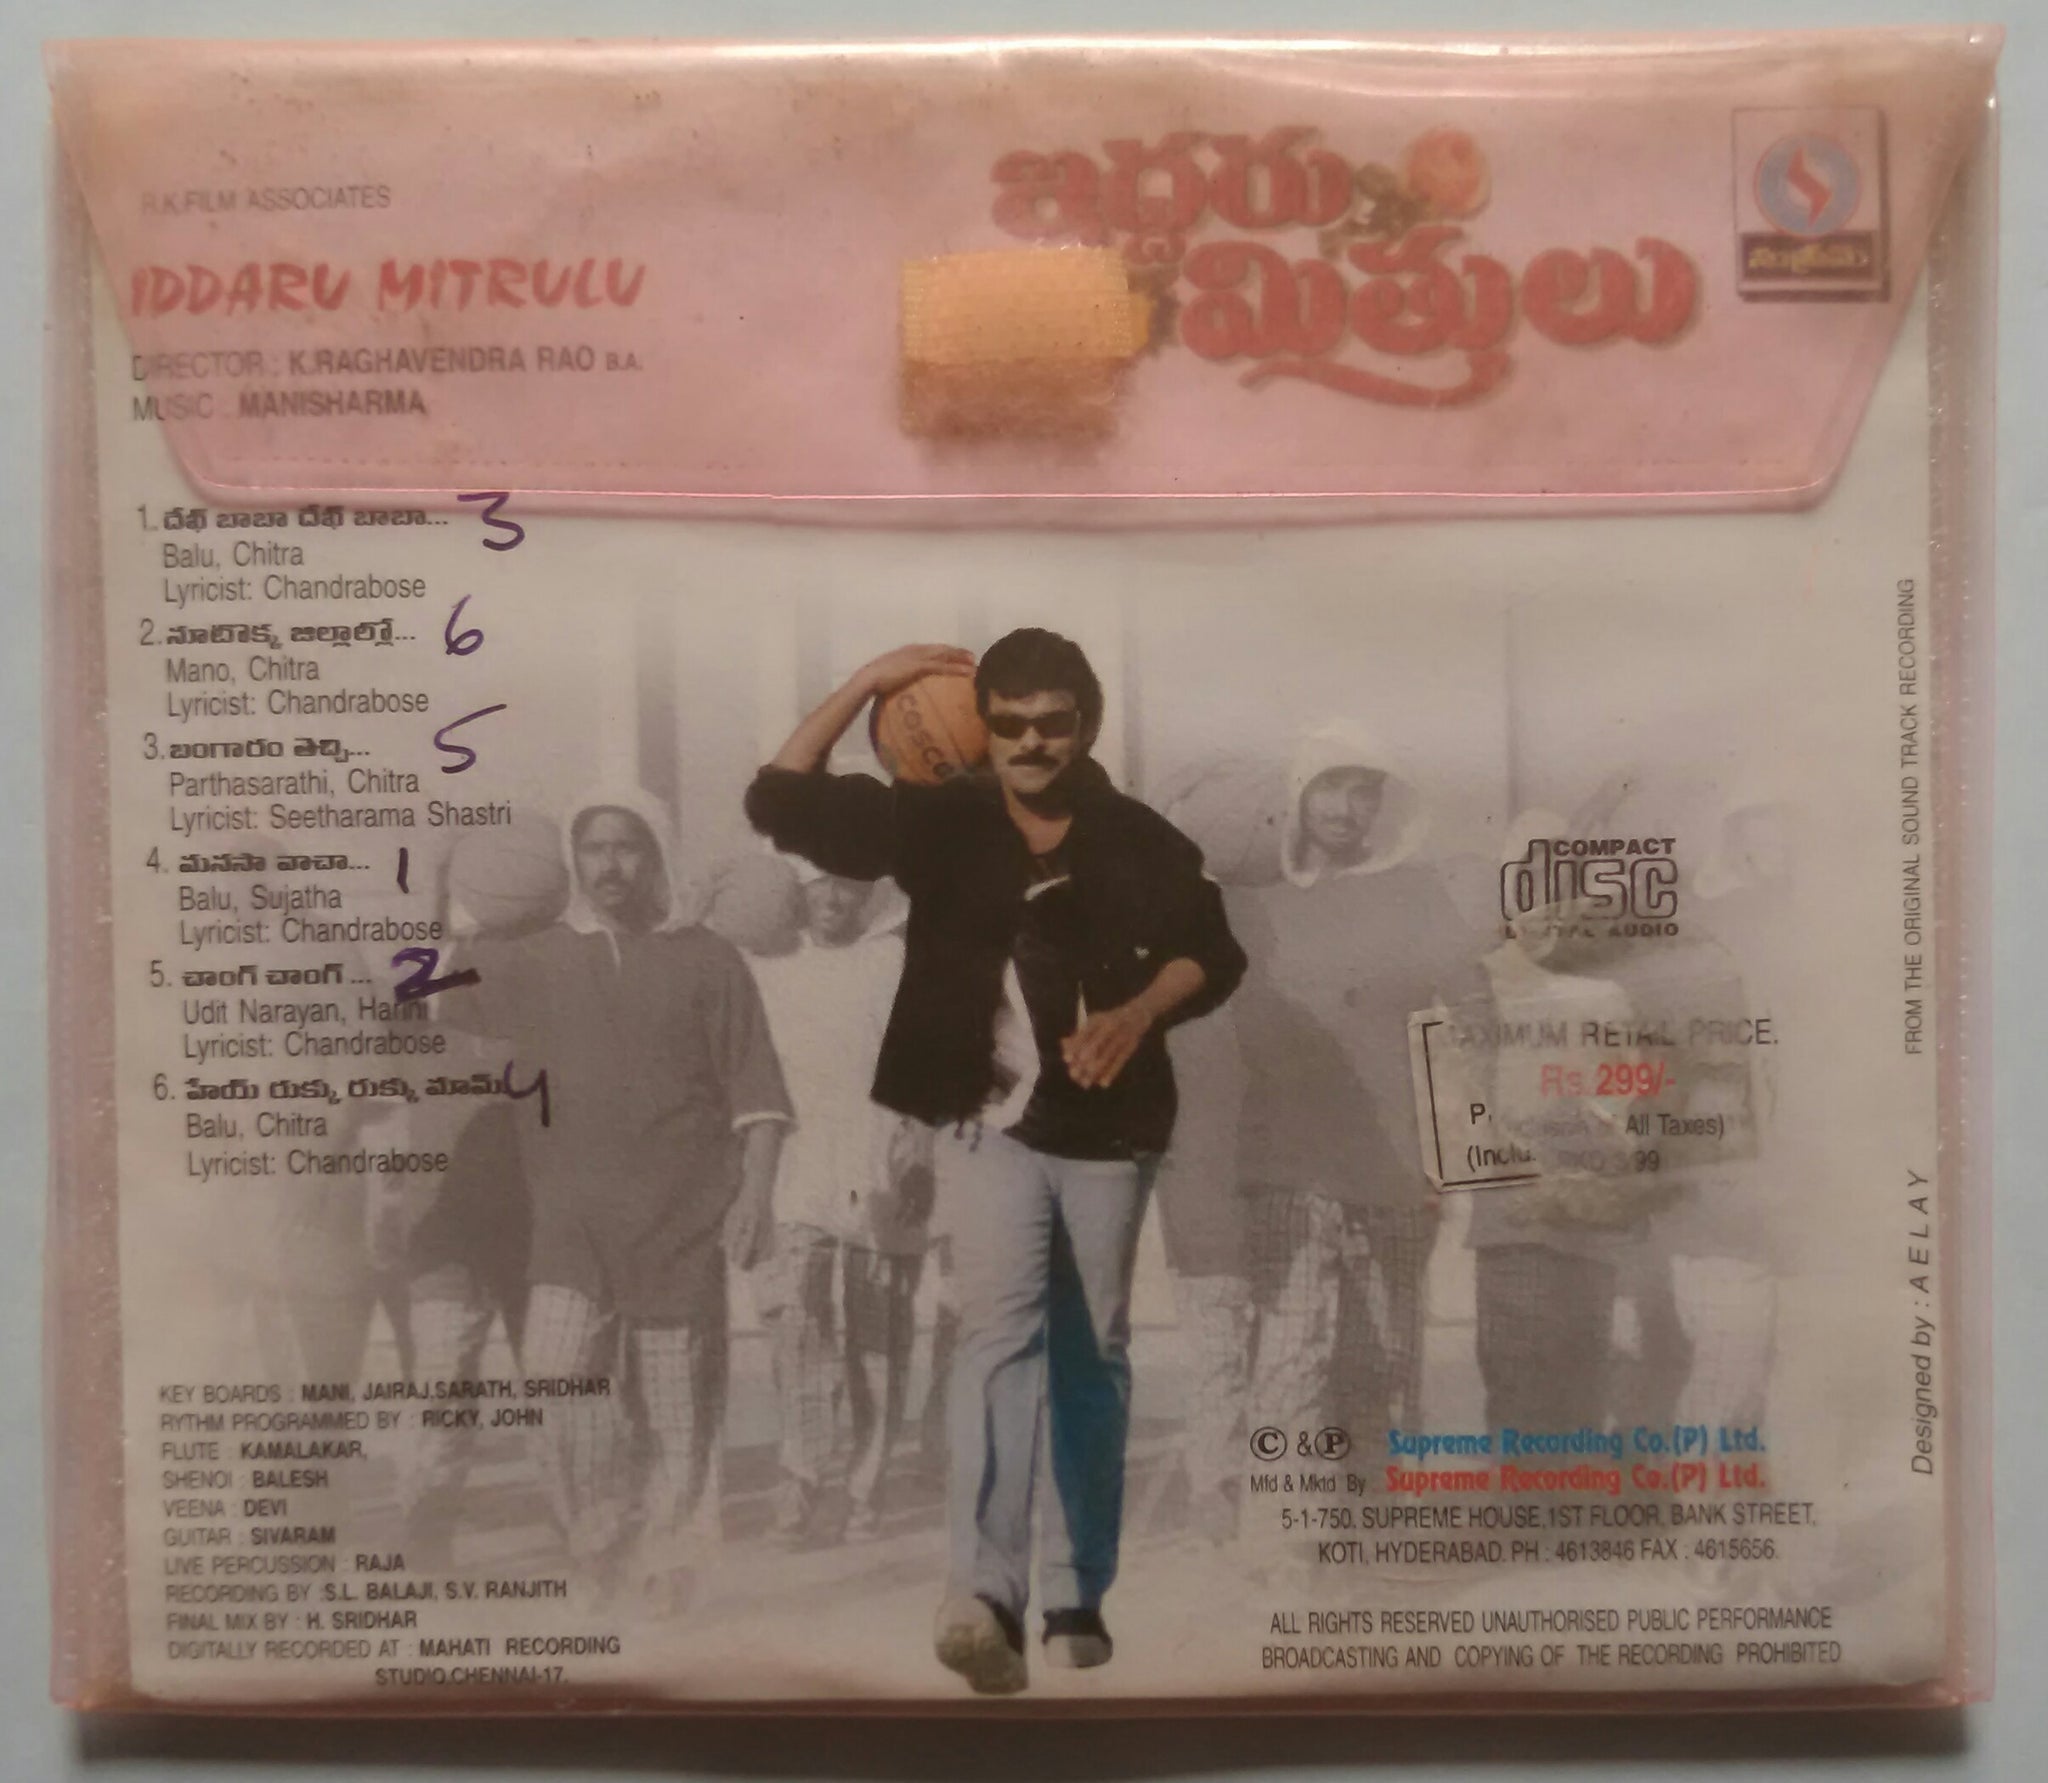 R.K.FILM ASSOCIATES
IDDARU MITRULU
DIRECTOR : K.RAGHAVENDRA RAO B.A.
MUSIC : MANISHARMA
ఇద్దరు
మిత్రులు
సుప్రీమ్
1. దేఖ్ బాబా దేఖ్ బాబా... 3
Balu, Chitra
Lyricist: Chandrabose
2. నూటొక్క జిల్లాల్లో... 6
Mano, Chitra
Lyricist: Chandrabose
3. బంగారం తెచ్చి... 5
Parthasarathi, Chitra
Lyricist: Seetharama Shastri
4. మనసా వాచా... 1
Balu, Sujatha
Lyricist: Chandrabose
5. చాంగ్ చాంగ్ ... 2
Udit Narayan, Harini
Lyricist: Chandrabose
6. హేయ్ రుక్కు రుక్కు మామ్ 4
Balu, Chitra
Lyricist: Chandrabose
KEY BOARDS : MANI, JAIRAJ.SARATH, SRIDHAR
RYTHM PROGRAMMED BY : RICKY, JOHN
FLUTE : KAMALAKAR,
SHENOI : BALESH
VEENA : DEVI
GUITAR : SIVARAM
LIVE PERCUSSION : RAJA
RECORDING BY :S.L. BALAJI, S.V. RANJITH
FINAL MIX BY : H. SRIDHAR
DIGITALLY RECORDED AT : MAHATI RECORDING
STUDIO,CHENNAI-17.
COSCO
COMPACT
disc
DIGITAL AUDIO
MAXIMUM RETAIL PRICE.
Rs.299/-
All Taxes)
99
© & ℗ Supreme Recording Co.(P) Ltd.
Mfd & Mktd By Supreme Recording Co.(P) Ltd.
5-1-750, SUPREME HOUSE,1ST FLOOR, BANK STREET,
KOTI, HYDERABAD. PH : 4613846 FAX : 4615656.
ALL RIGHTS RESERVED UNAUTHORISED PUBLIC PERFORMANCE
BROADCASTING AND COPYING OF THE RECORDING PROHIBITED
FROM THE ORIGINAL SOUND TRACK RECORDING
Designed by : A E L A Y